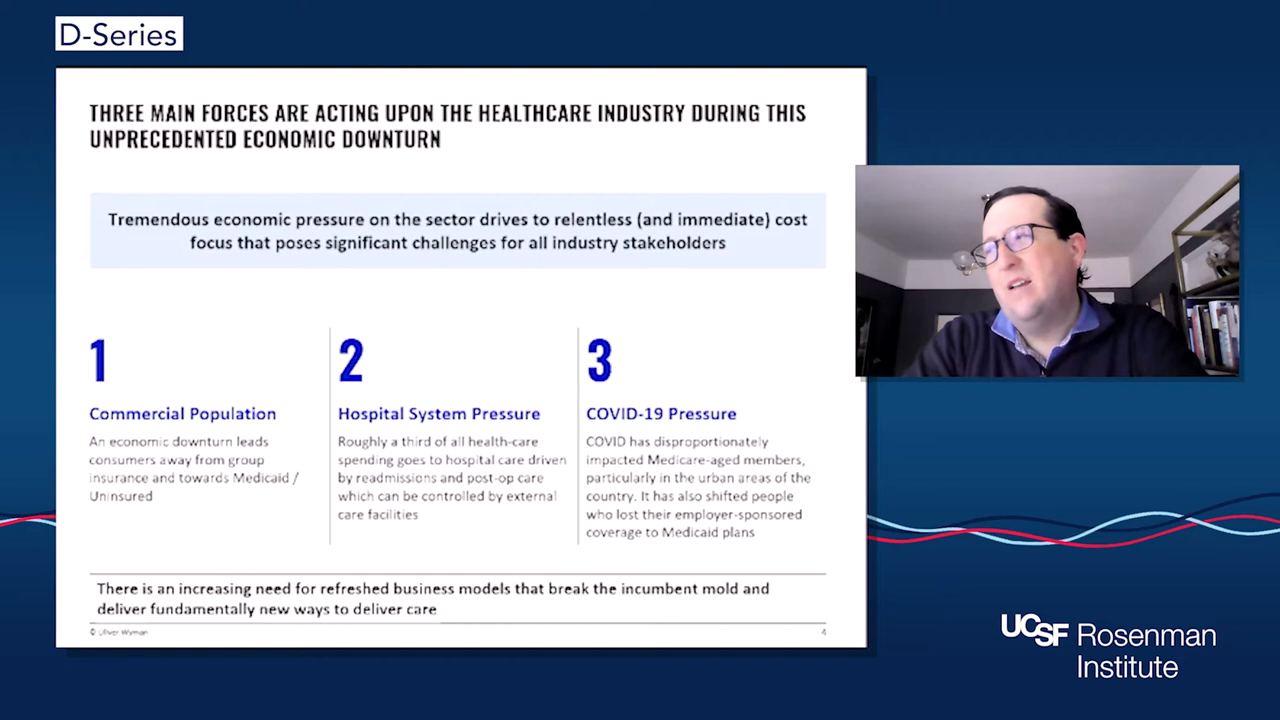 D-Series
THREE MAIN FORCES ARE ACTING UPON THE HEALTHCARE INDUSTRY DURING THIS
UNPRECEDENTED ECONOMIC DOWNTURN
Tremendous economic pressure on the sector drives to relentless (and immediate) cost
focus that poses significant challenges for all industry stakeholders
1
Commercial Population
An economic downturn leads
consumers away from group
insurance and towards Medicaid /
Uninsured
2
Hospital System Pressure
Roughly a third of all health-care
spending goes to hospital care driven
by readmissions and post-op care
which can be controlled by external
care facilities
3
COVID-19 Pressure
COVID has disproportionately
impacted Medicare-aged members,
particularly in the urban areas of the
country. It has also shifted people
who lost their employer-sponsored
coverage to Medicaid plans
There is an increasing need for refreshed business models that break the incumbent mold and
deliver fundamentally new ways to deliver care
© Oliver Wyman
4
UCSF Rosenman
Institute